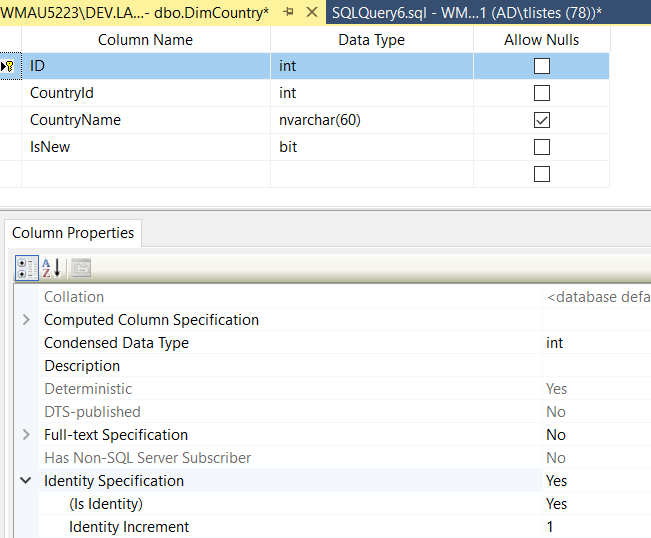 WMAU5223\DEV.LA...- dbo.DimCountry* SQLQuery6.sql - WM...1 (AD\tlistes (78))*
Column Name Data Type Allow Nulls
ID int
CountryId int
CountryName nvarchar(60)
IsNew bit
Column Properties
Collation <database defa
Computed Column Specification
Condensed Data Type int
Description
Deterministic Yes
DTS-published No
Full-text Specification No
Has Non-SQL Server Subscriber No
Identity Specification Yes
(Is Identity) Yes
Identity Increment 1